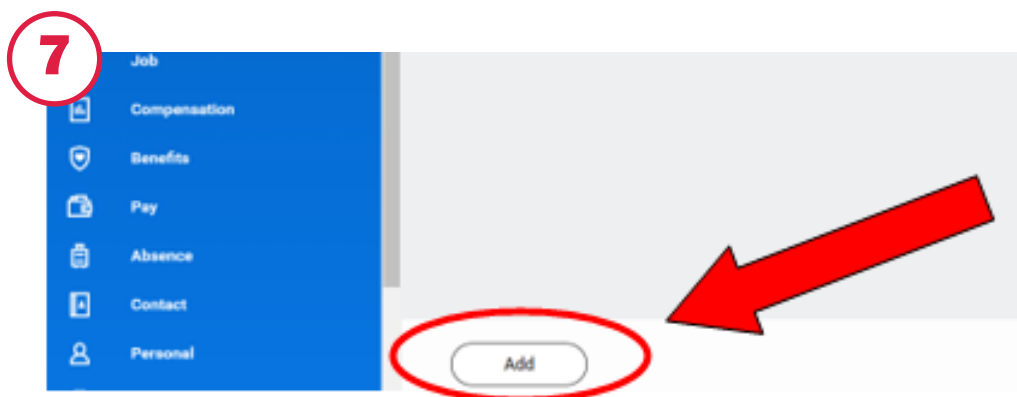 7
Job
Compensation
Benefits
Pay
Absence
Contact
Personal
Add